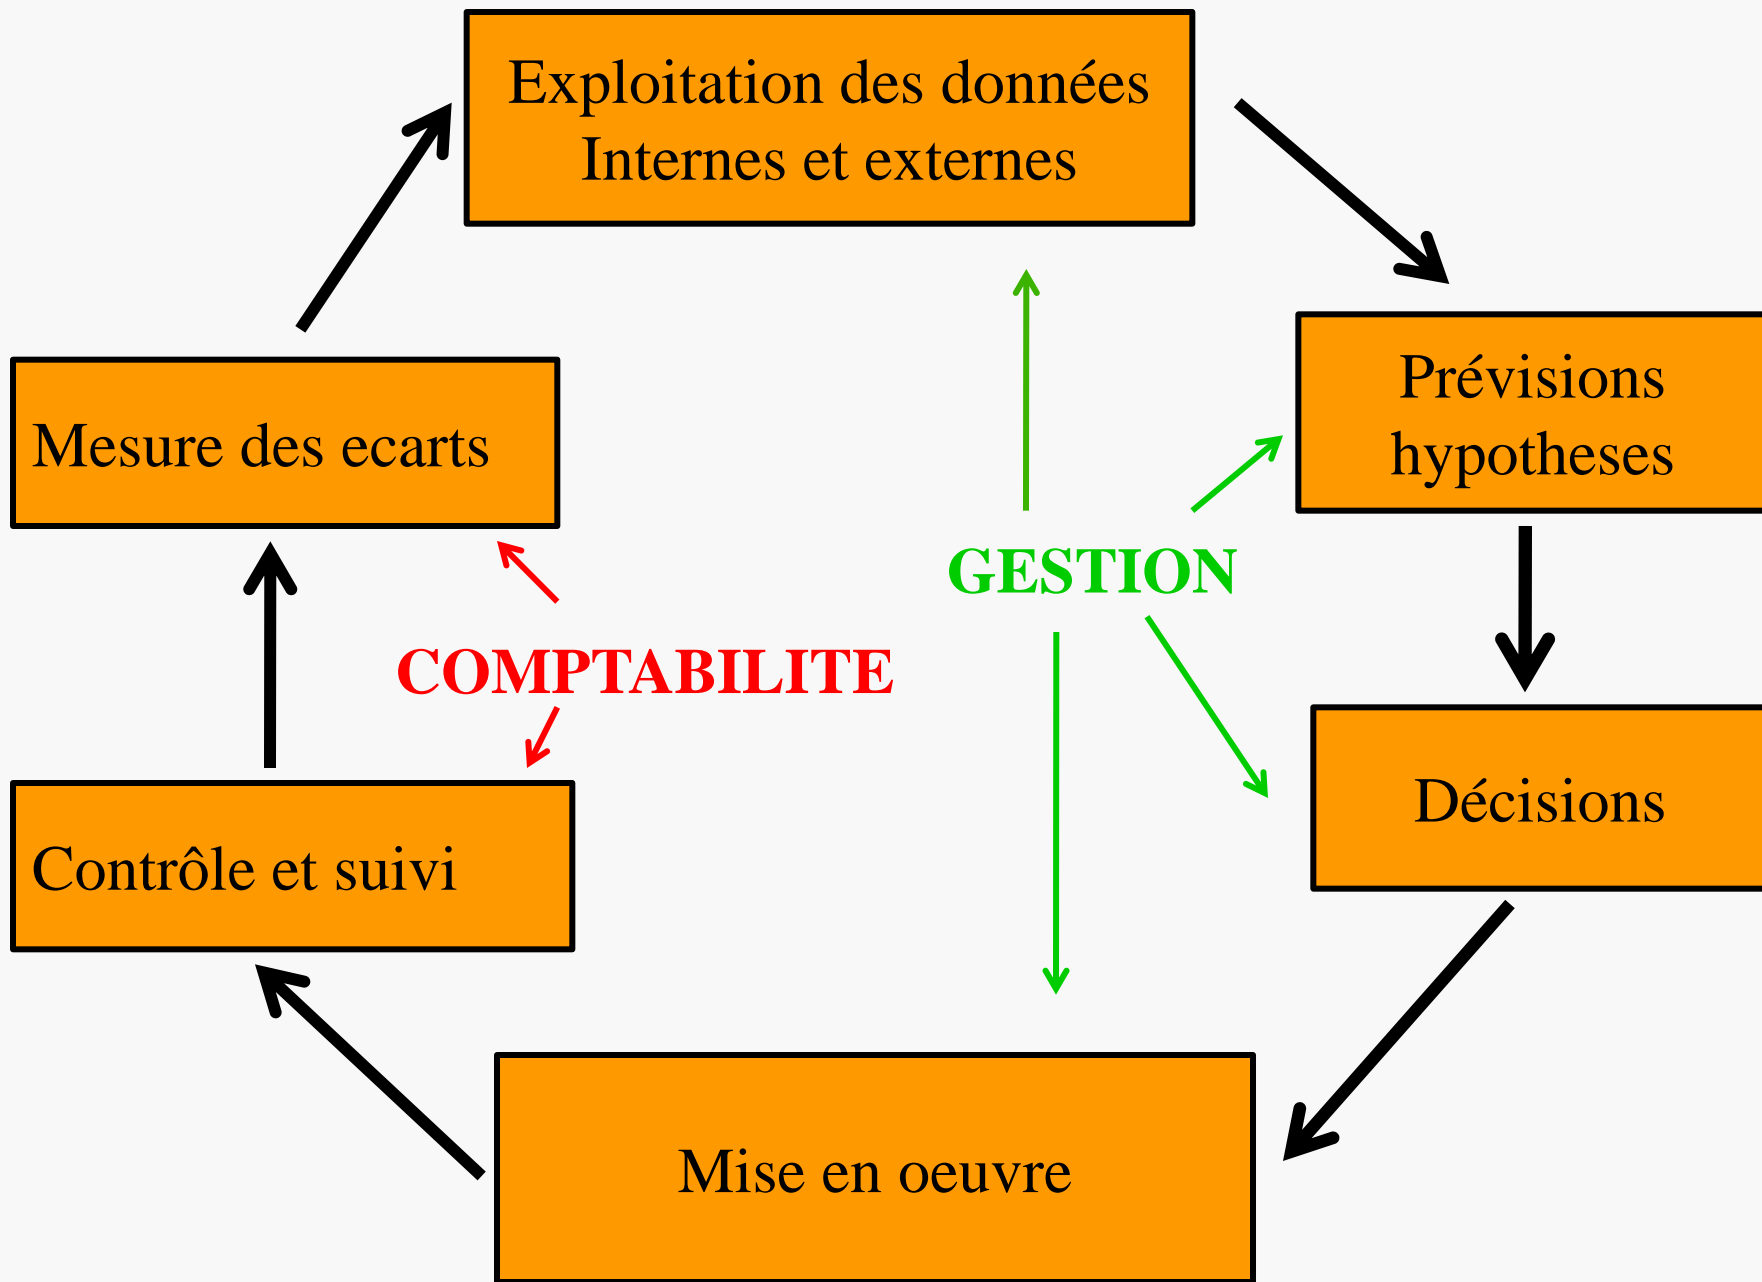 Exploitation des données
Internes et externes
Prévisions
hypotheses
Mesure des ecarts
GESTION
COMPTABILITE
Décisions
Contrôle et suivi
Mise en oeuvre